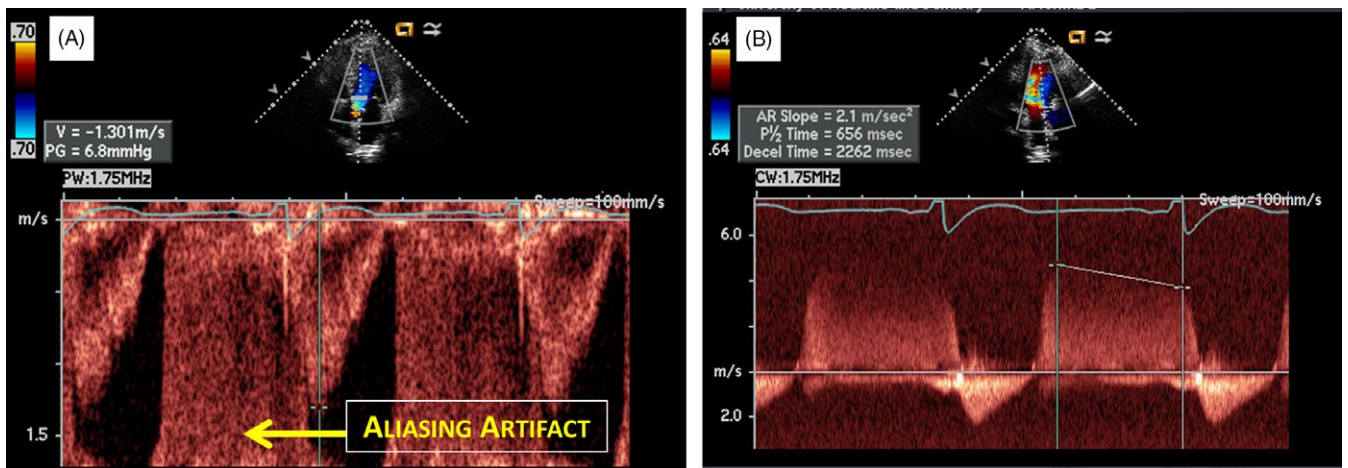 .70
(A)
V = -1.301m/s
.70
PG = 6.8mmHg
PW:1.75MHz
Sweep=100mm/s
m/s
1.5
ALIASING ARTIFACT
.64
(B)
AR Slope = 2.1 m/sec²
P½ Time = 656 msec
.64
Decel Time = 2262 msec
CW:1.75MHz
Sweep=100mm/s
6.0
m/s
2.0